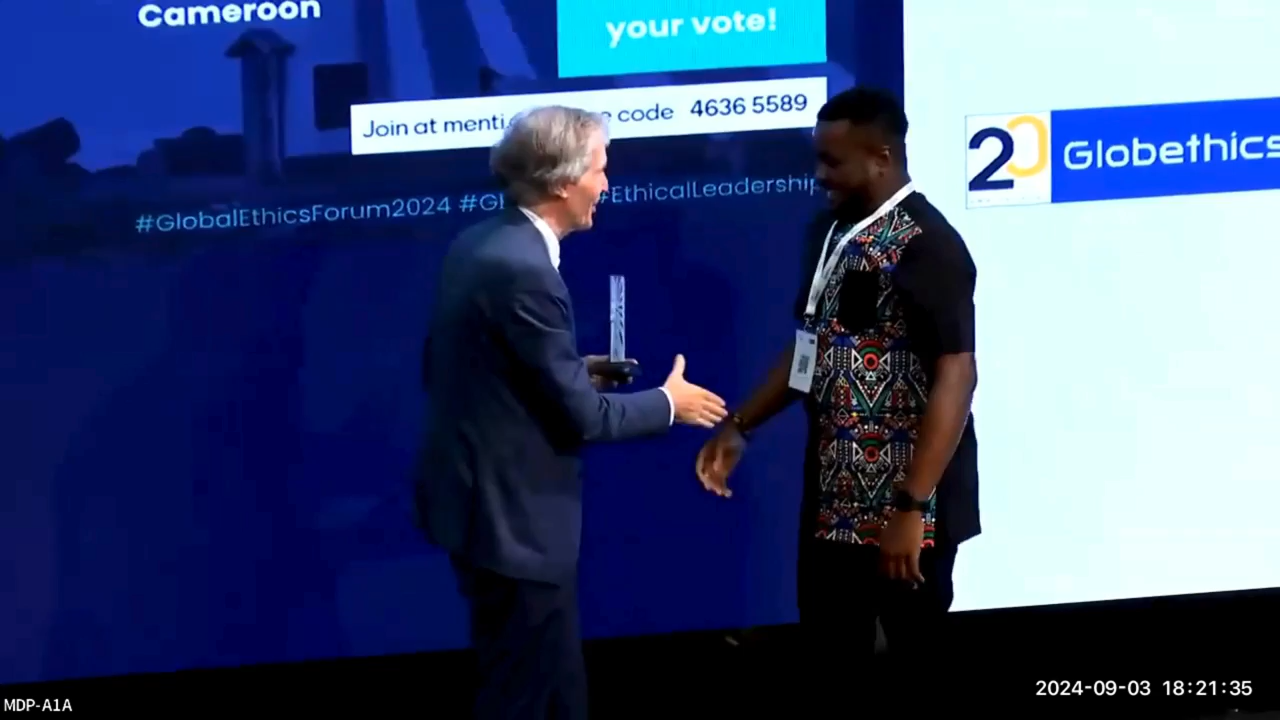 Cameroon
your vote!
Join at menti. code 4636 5589
#GlobalEthicsForum2024 #Gl #EthicalLeadership
20 Globethics
2024-09-03 18:21:35
MDP-A1A